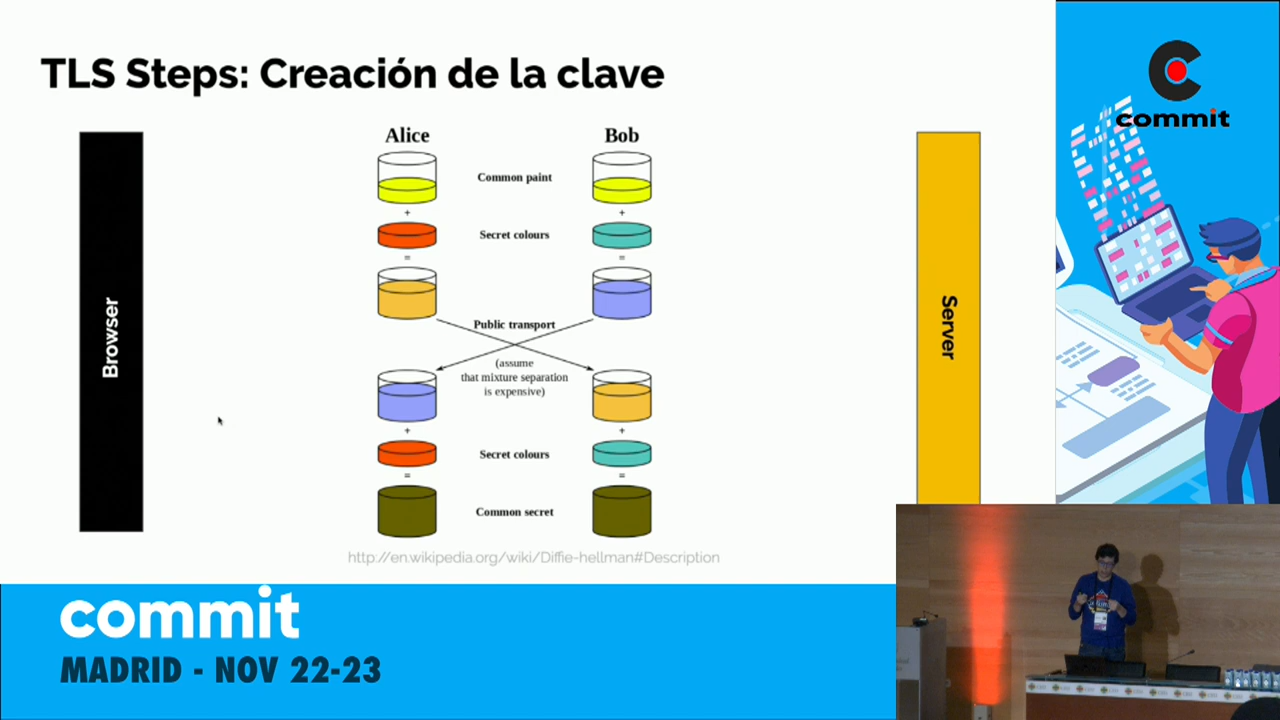 TLS Steps: Creación de la clave
Alice
Bob
Common paint
+
+
Secret colours
=
=
Public transport
(assume
that mixture separation
is expensive)
+
+
Secret colours
=
=
Common secret
http://en.wikipedia.org/wiki/Diffie-hellman#Description
Browser
Server
commit
commit
MADRID - NOV 22-23